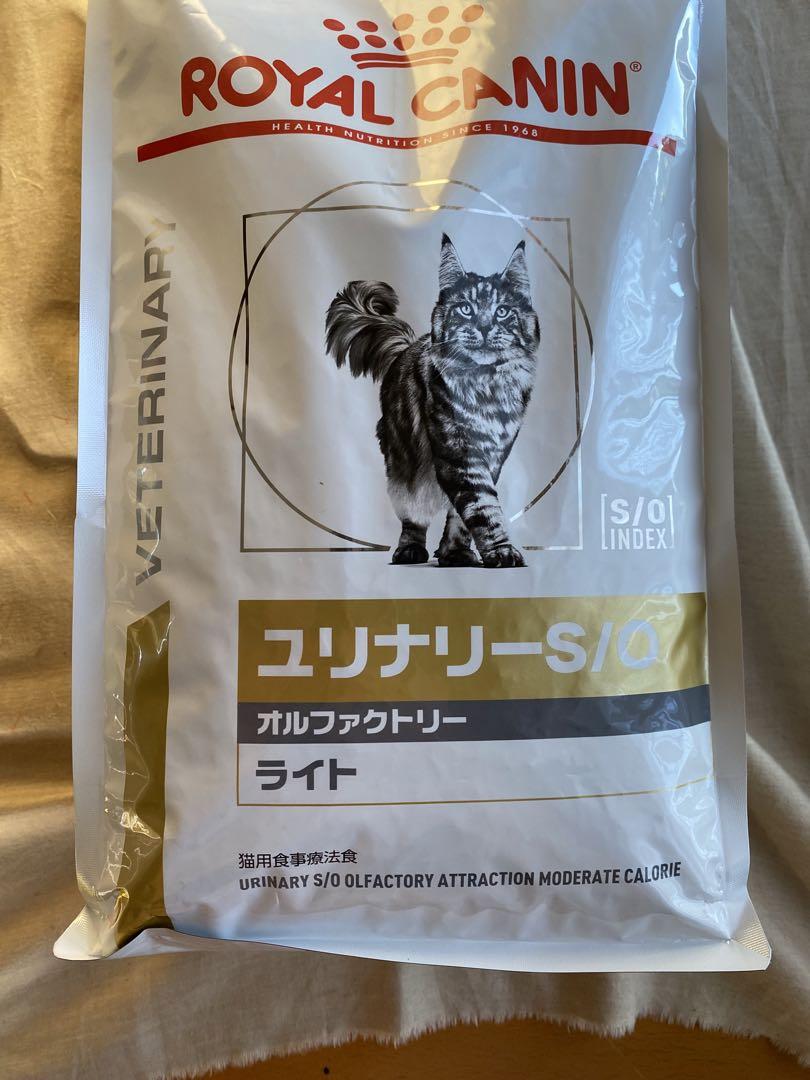 ROYAL CANIN®
HEALTH NUTRITION SINCE 1968
VETERINARY
[S/O
INDEX]
ユリナリーS/O
オルファクトリー
ライト
猫用食事療法食
URINARY S/O OLFACTORY ATTRACTION MODERATE CALORIE